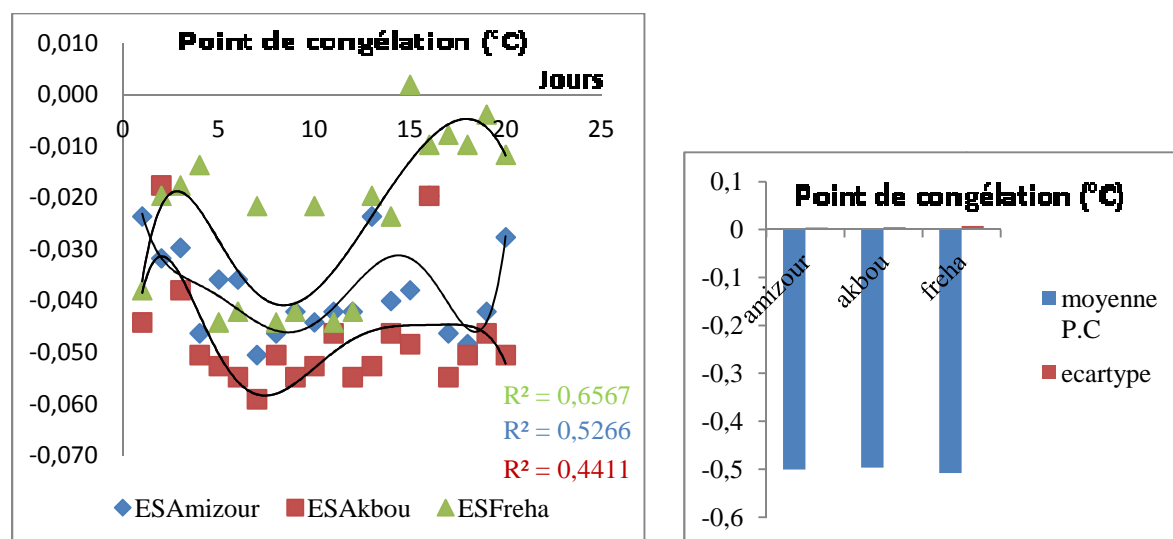 Point de congélation (°C)
0,010
0,000
-0,010
-0,020
-0,030
-0,040
-0,050
-0,060
-0,070
Jours
0 5 10 15 20 25
R² = 0,6567
R² = 0,5266
R² = 0,4411
ESAmizour ESAkbou ESFreha
Point de congélation (°C)
0,1
0
-0,1
-0,2
-0,3
-0,4
-0,5
-0,6
amizour akbou freha
moyenne
P.C
ecartype